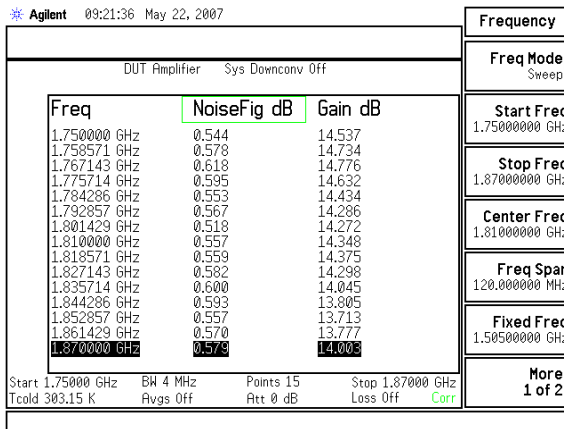 Agilent 09:21:36 May 22, 2007
Frequency
DUT Amplifier Sys Downconv Off
Freq NoiseFig dB Gain dB
1.750000 GHz 0.544 14.537
1.758571 GHz 0.578 14.734
1.767143 GHz 0.618 14.776
1.775714 GHz 0.595 14.632
1.784286 GHz 0.553 14.434
1.792857 GHz 0.567 14.286
1.801429 GHz 0.518 14.272
1.810000 GHz 0.557 14.348
1.818571 GHz 0.559 14.375
1.827143 GHz 0.582 14.298
1.835714 GHz 0.600 14.045
1.844286 GHz 0.593 13.805
1.852857 GHz 0.557 13.713
1.861429 GHz 0.570 13.777
1.870000 GHz 0.579 14.003
Start 1.75000 GHz BW 4 MHz Points 15 Stop 1.87000 GHz
Tcold 303.15 K Avgs Off Att 0 dB Loss Off Corr
Freq Mode
Sweep
Start Freq
1.75000000 GHz
Stop Freq
1.87000000 GHz
Center Freq
1.81000000 GHz
Freq Span
120.000000 MHz
Fixed Freq
1.50500000 GHz
More
1 of 2